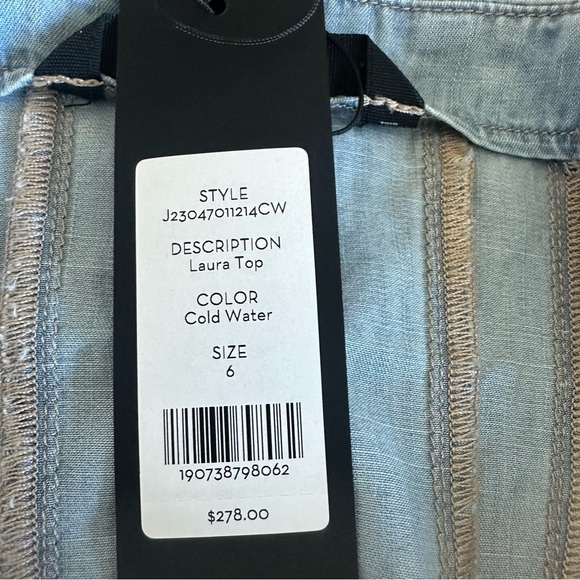 STYLE
J23047011214CW
DESCRIPTION
Laura Top
COLOR
Cold Water
SIZE
6
190738798062
$278.00